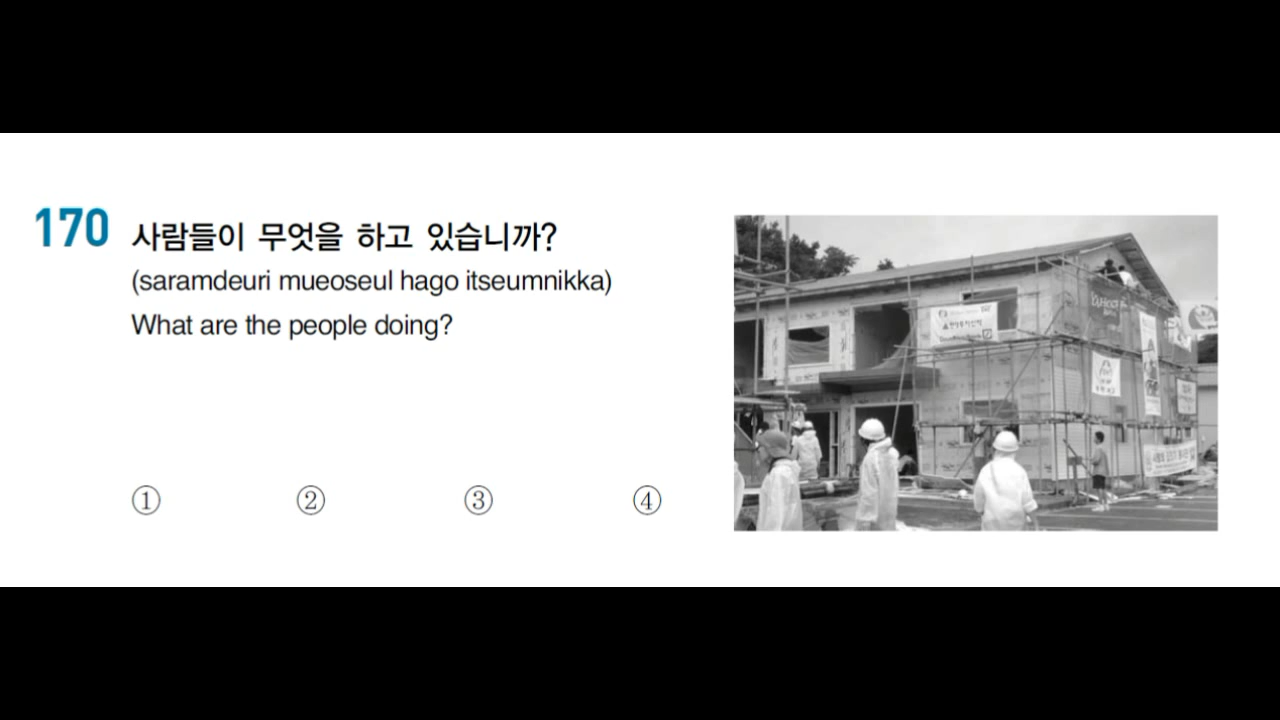 170 사람들이 무엇을 하고 있습니까?
(saramdeuri mueoseul hago itseumnikka)
What are the people doing?
① ② ③ ④